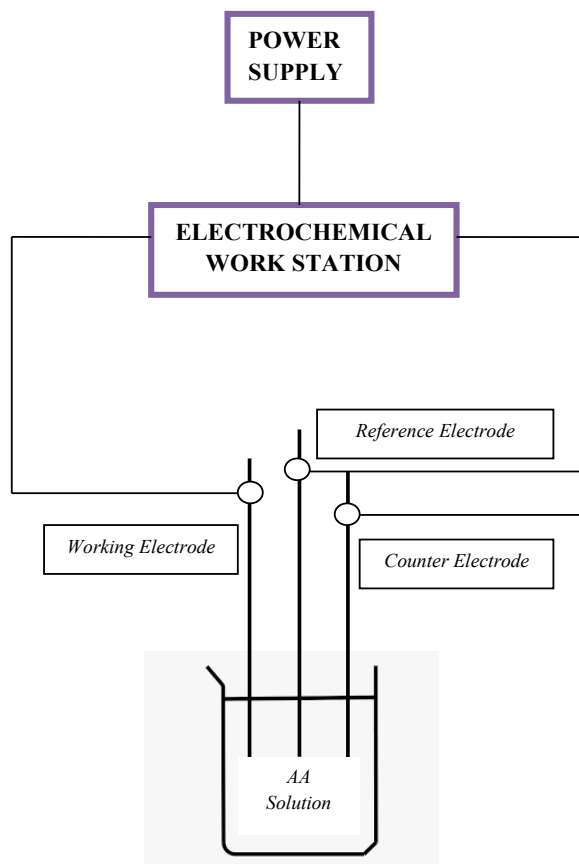 POWER
SUPPLY
ELECTROCHEMICAL
WORK STATION
Reference Electrode
Working Electrode
Counter Electrode
AA
Solution